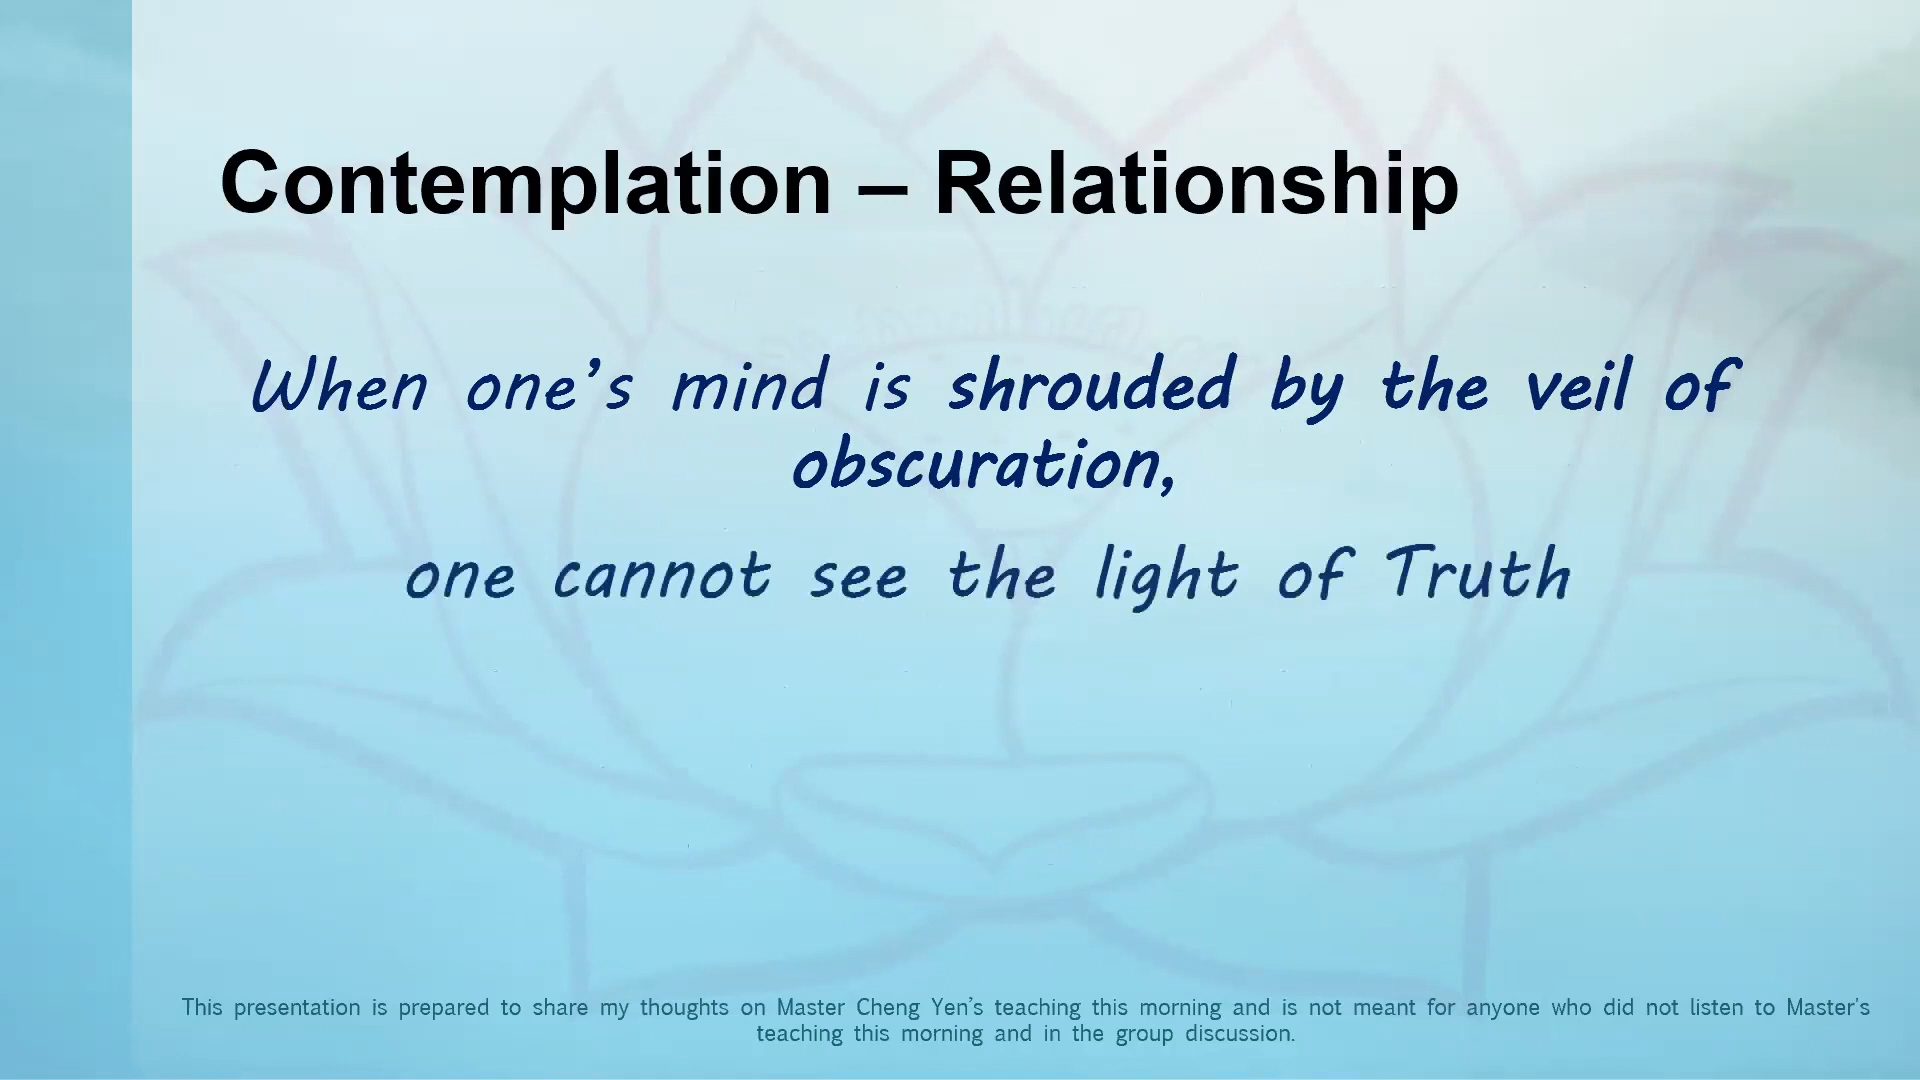 Contemplation – Relationship
When one’s mind is shrouded by the veil of
obscuration,
one cannot see the light of Truth
This presentation is prepared to share my thoughts on Master Cheng Yen’s teaching this morning and is not meant for anyone who did not listen to Master's
teaching this morning and in the group discussion.